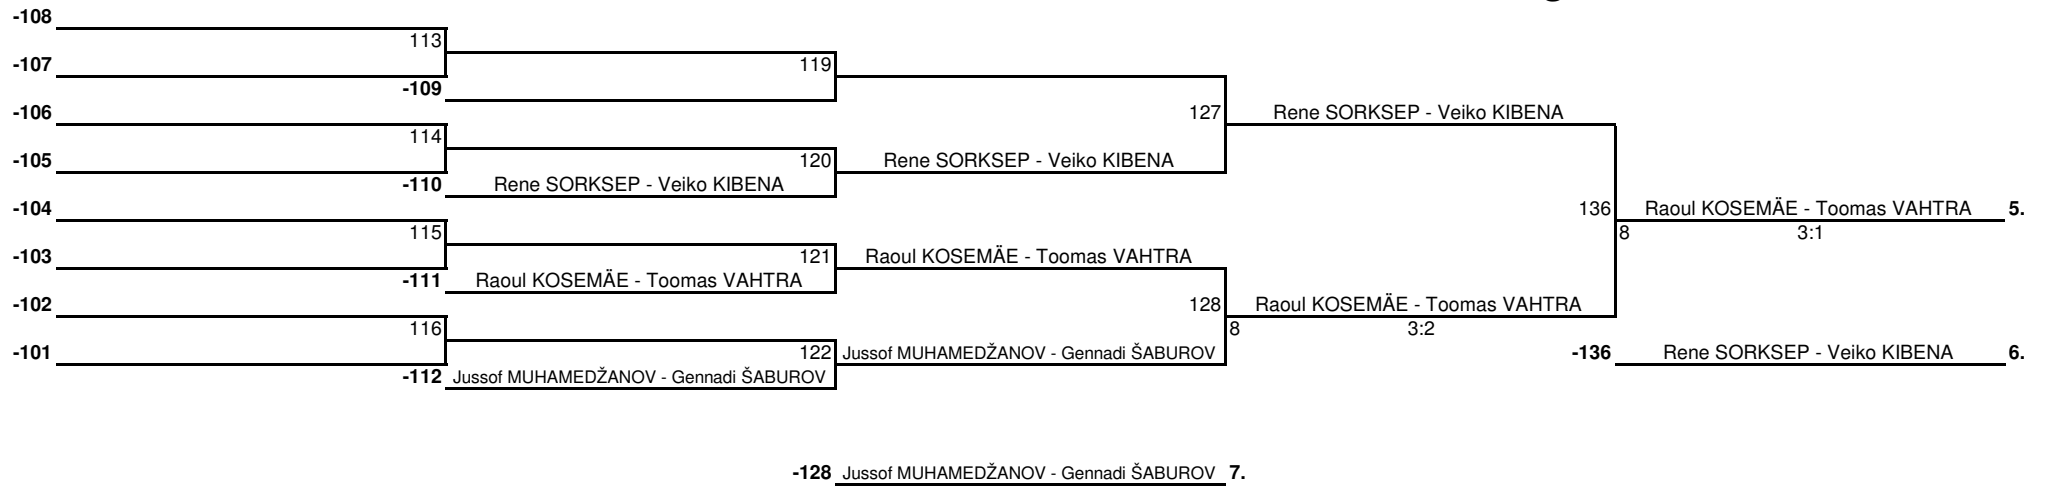 -108
113
-107
119
-109
-106
127 Rene SORKSEP - Veiko KIBENA
114
-105
120 Rene SORKSEP - Veiko KIBENA
-110 Rene SORKSEP - Veiko KIBENA
-104
136 Raoul KOSEMÄE - Toomas VAHTRA 5.
115
8 3:1
-103
121 Raoul KOSEMÄE - Toomas VAHTRA
-111 Raoul KOSEMÄE - Toomas VAHTRA
-102
128 Raoul KOSEMÄE - Toomas VAHTRA
116
8 3:2
-101
122 Jussof MUHAMEDŽANOV - Gennadi ŠABUROV
-136 Rene SORKSEP - Veiko KIBENA 6.
-112 Jussof MUHAMEDŽANOV - Gennadi ŠABUROV
-128 Jussof MUHAMEDŽANOV - Gennadi ŠABUROV 7.